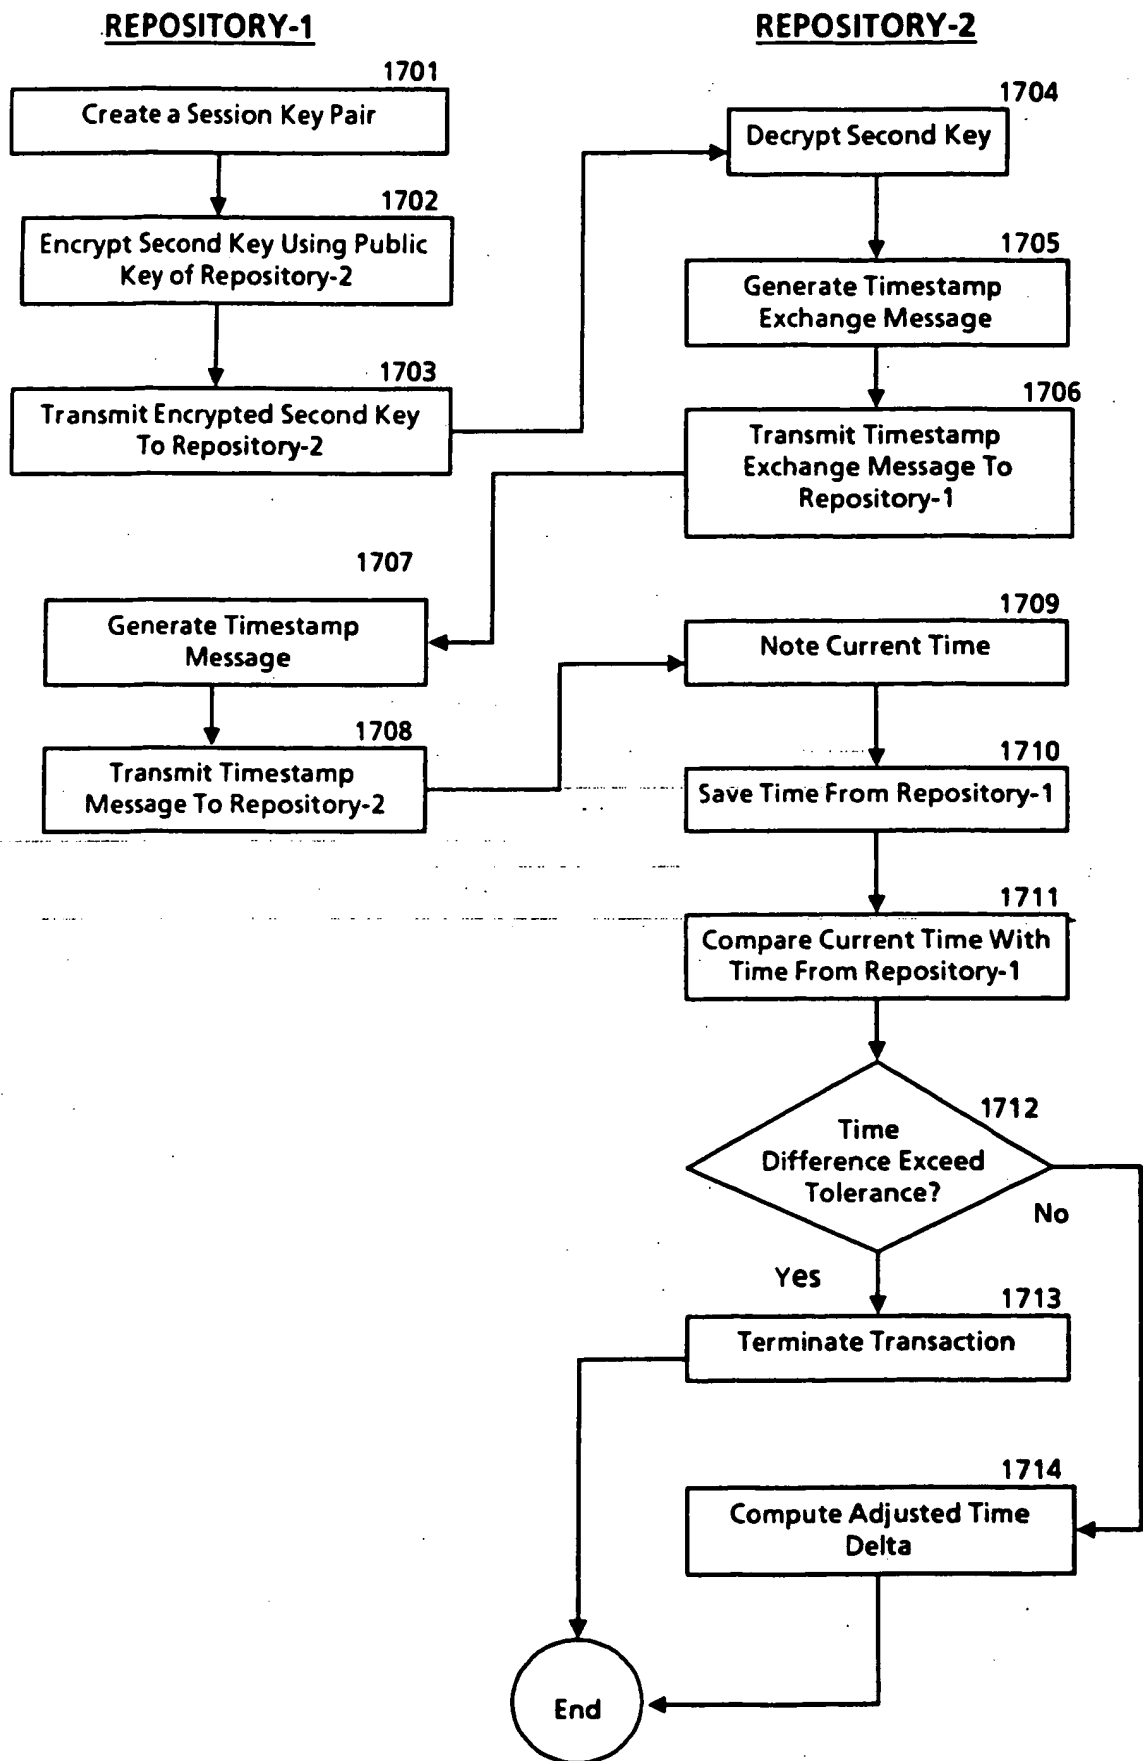 REPOSITORY-1
REPOSITORY-2
1701
Create a Session Key Pair
1702
Encrypt Second Key Using Public
Key of Repository-2
1703
Transmit Encrypted Second Key
To Repository-2
1704
Decrypt Second Key
1705
Generate Timestamp
Exchange Message
1706
Transmit Timestamp
Exchange Message To
Repository-1
1707
Generate Timestamp
Message
1708
Transmit Timestamp
Message To Repository-2
1709
Note Current Time
1710
Save Time From Repository-1
1711
Compare Current Time With
Time From Repository-1
1712
Time
Difference Exceed
Tolerance?
No
Yes
1713
Terminate Transaction
1714
Compute Adjusted Time
Delta
End